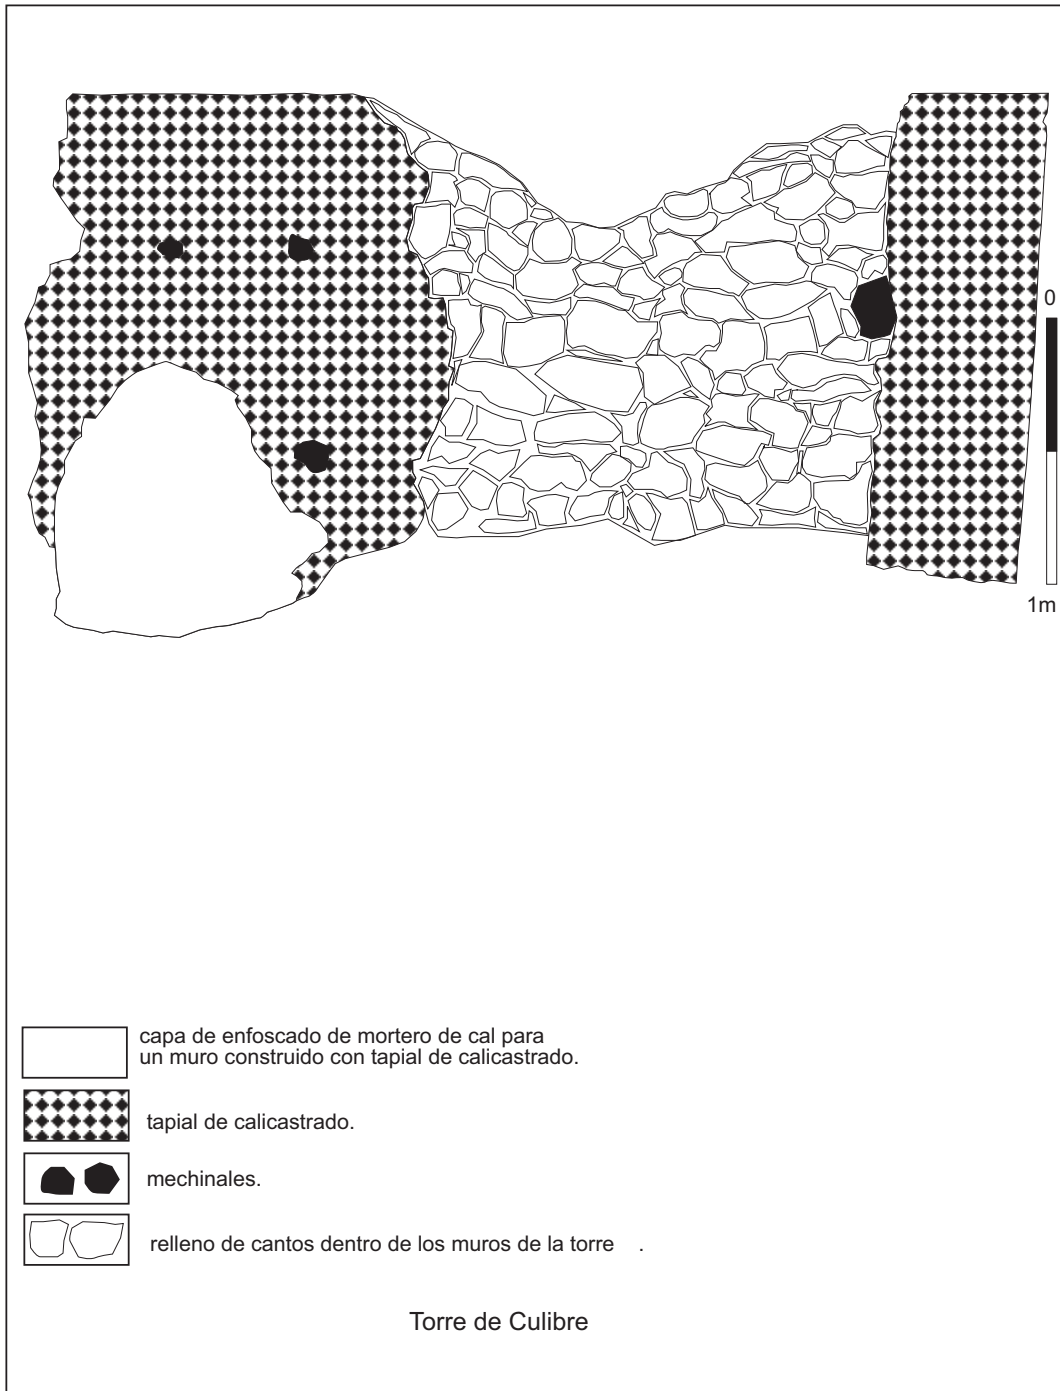 0
1m
capa de enfoscado de mortero de cal para
un muro construido con tapial de calicastrado.
tapial de calicastrado.
mechinales.
relleno de cantos dentro de los muros de la torre .
Torre de Culibre